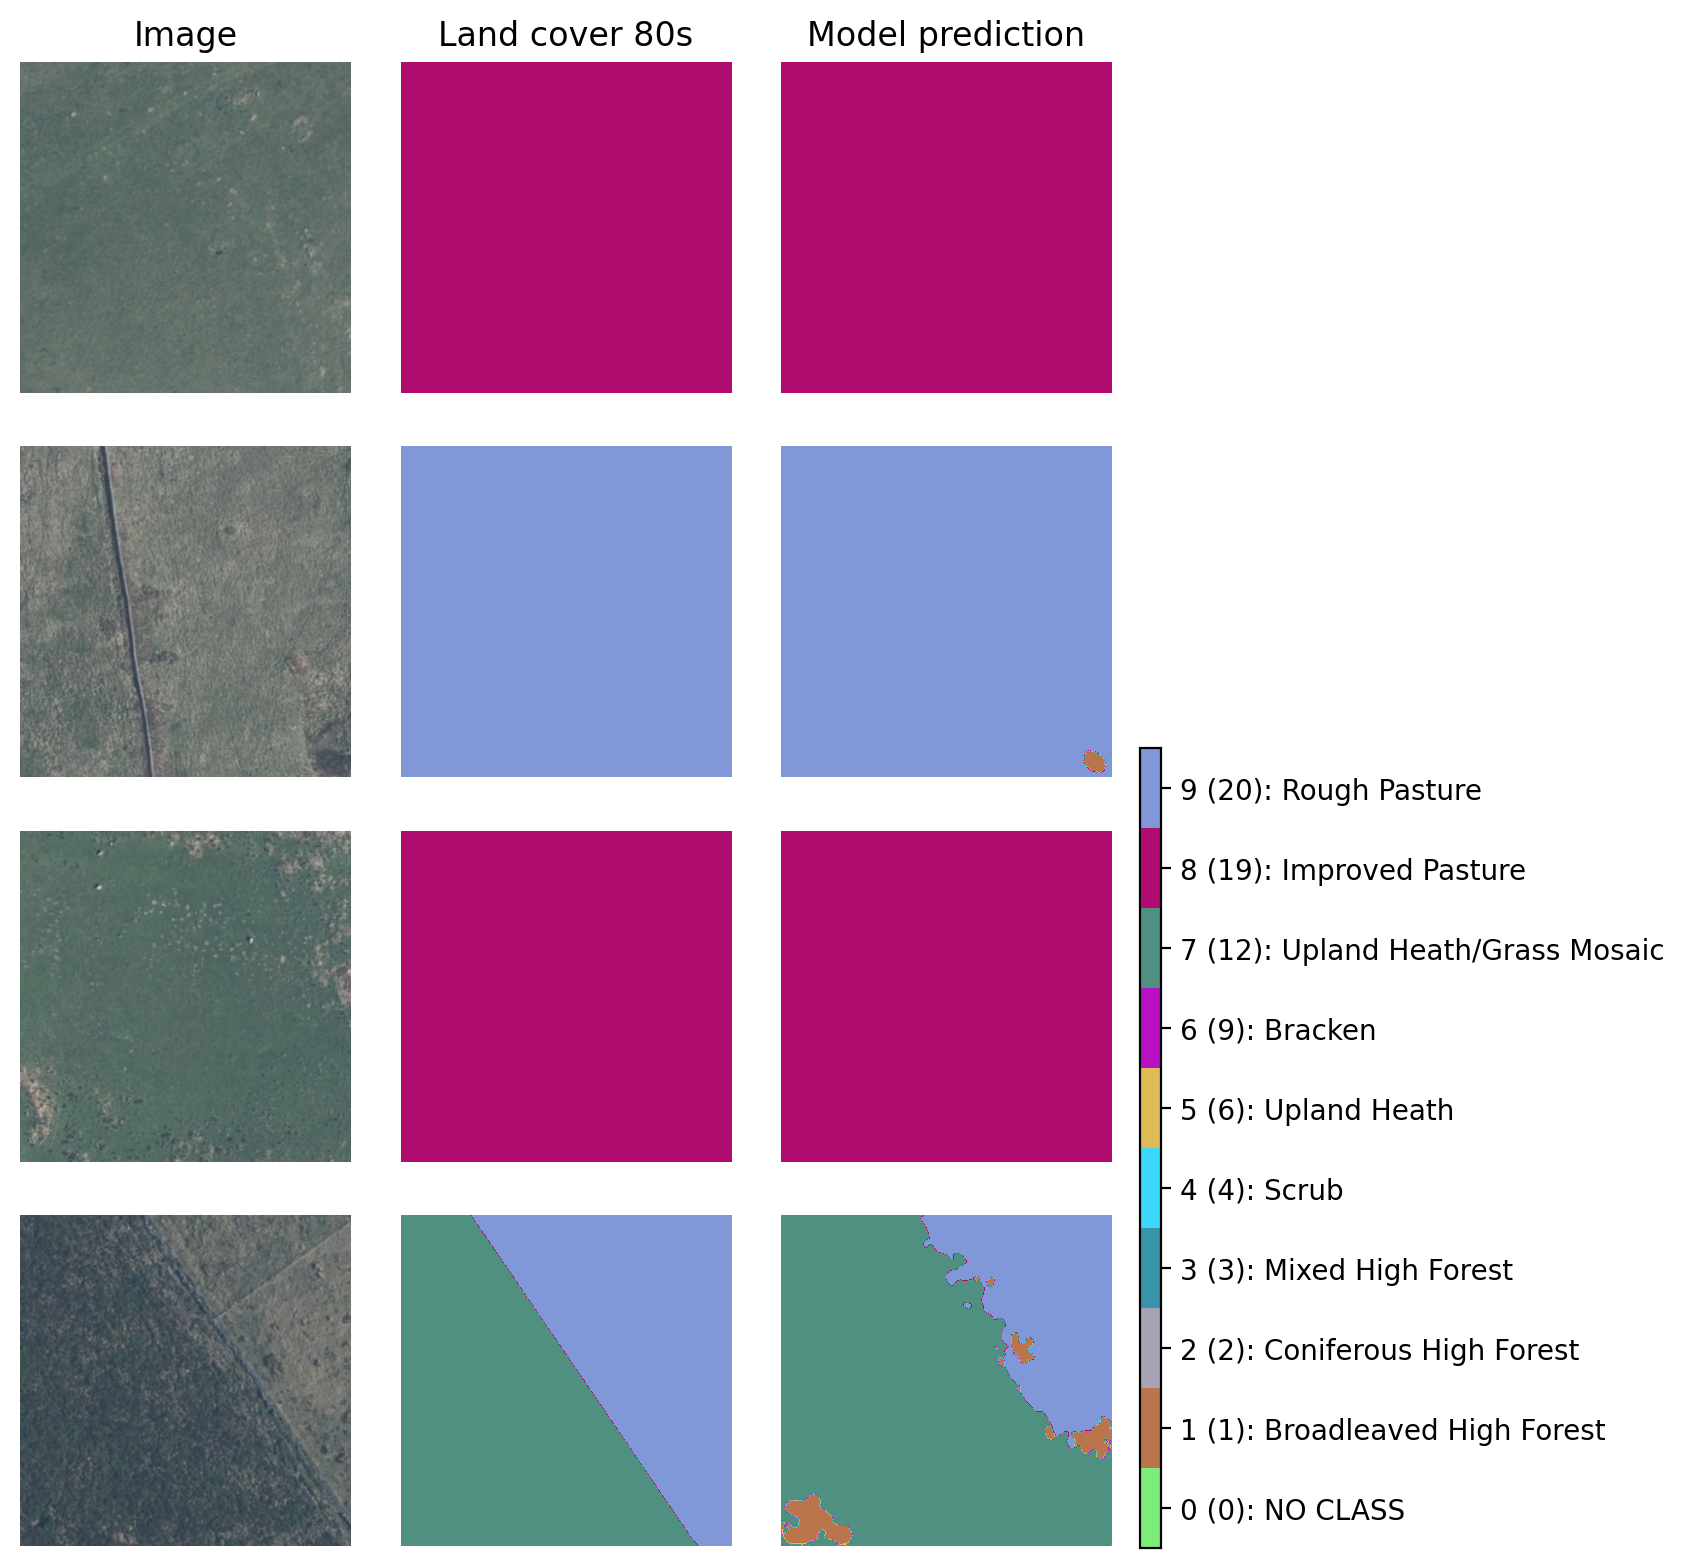 Image
Land cover 80s
Model prediction
9 (20): Rough Pasture
8 (19): Improved Pasture
7 (12): Upland Heath/Grass Mosaic
6 (9): Bracken
5 (6): Upland Heath
4 (4): Scrub
3 (3): Mixed High Forest
2 (2): Coniferous High Forest
1 (1): Broadleaved High Forest
0 (0): NO CLASS